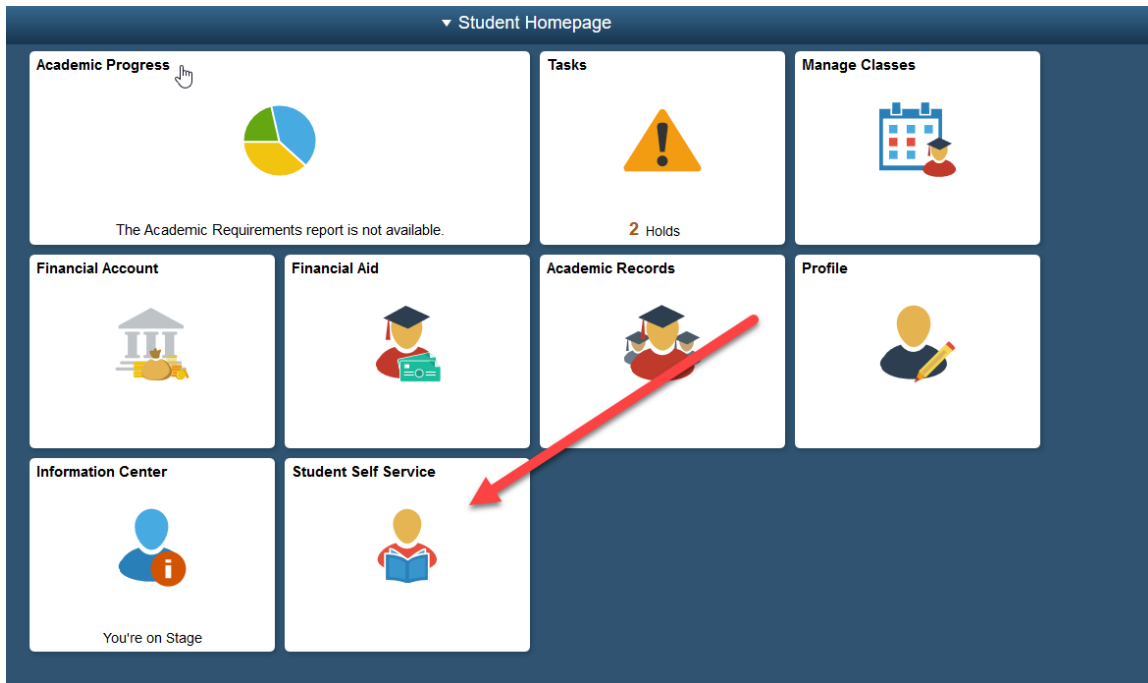 Student Homepage
Academic Progress
The Academic Requirements report is not available.
Tasks
2 Holds
Manage Classes
Financial Account
Financial Aid
Academic Records
Profile
Information Center
You're on Stage
Student Self Service